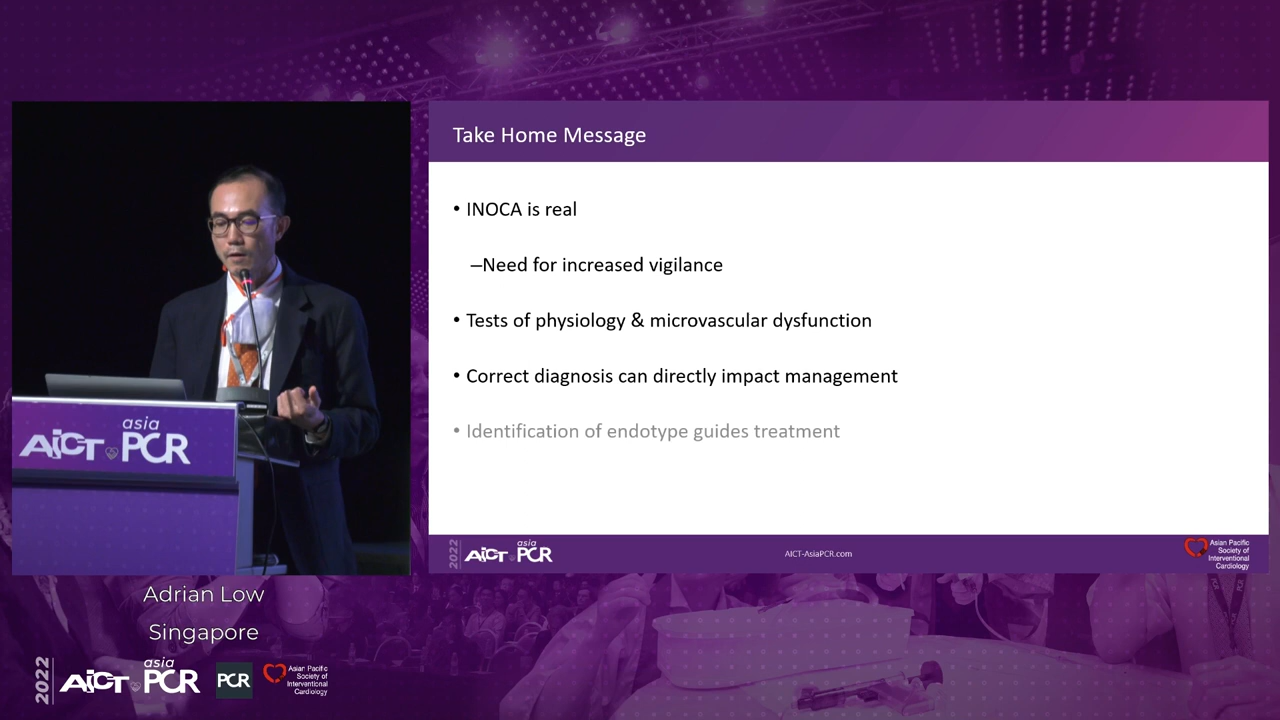 Take Home Message
• INOCA is real
–Need for increased vigilance
• Tests of physiology & microvascular dysfunction
• Correct diagnosis can directly impact management
• Identification of endotype guides treatment
2022
AICT
asia
PCR
AICT-AsiaPCR.com
Asian Pacific
Society of
Interventional
Cardiology
asia
AICT PCR
Adrian Low
Singapore
2022
AICT
asia
PCR
PCR
Asian Pacific
Society of
Interventional
Cardiology